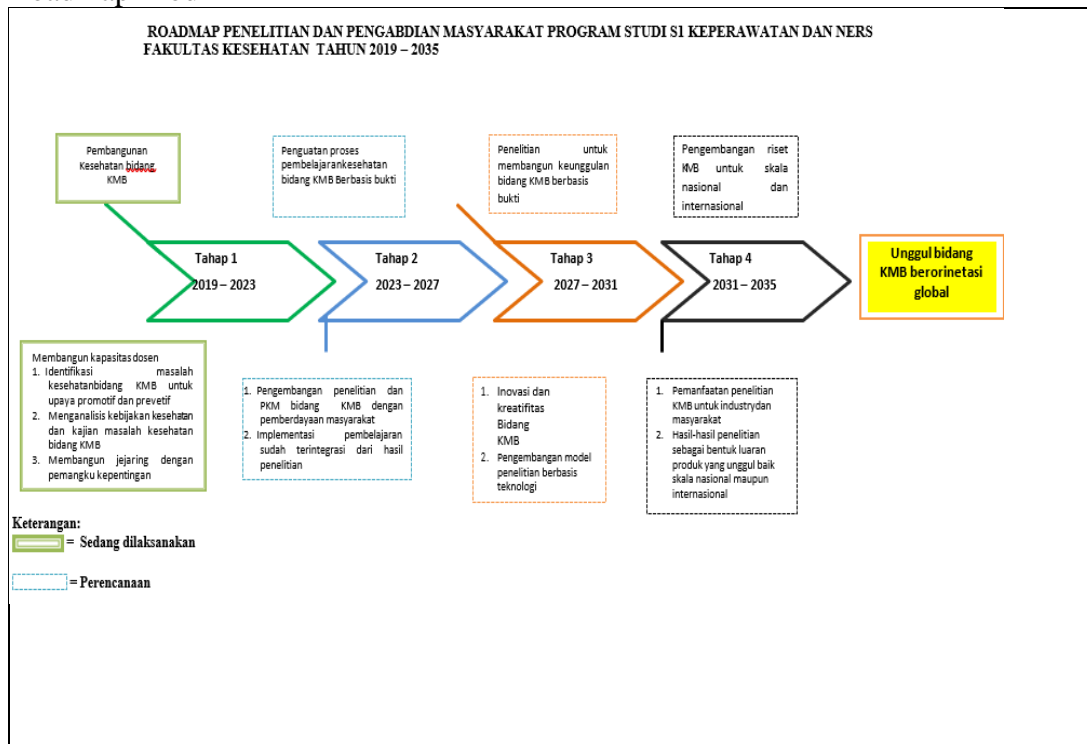 ROADMAP PENELITIAN DAN PENGABDIAN MASYARAKAT PROGRAM STUDI S1 KEPERAWATAN DAN NERS
FAKULTAS KESEHATAN TAHUN 2019 – 2035
Pembangunan
Kesehatan bidang
KMB
Penguatan proses
pembelajarankesehatan
bidang KMB Berbasis bukti
Penelitian untuk
membangun keunggulan
bidang KMB berbasis
bukti
Pengembangan riset
KMB untuk skala
nasional dan
internasional
Tahap 1
2019 – 2023
Tahap 2
2023 – 2027
Tahap 3
2027 – 2031
Tahap 4
2031 – 2035
Unggul bidang
KMB berorinetasi
global
Membangun kapasitas dosen
1. Identifikasi masalah
kesehatanbidang KMB untuk
upaya promotif dan prevetif
2. Menganalisis kebijakan kesehatan
dan kajian masalah kesehatan
bidang KMB
3. Membangun jejaring dengan
pemangku kepentingan
1. Pengembangan penelitian dan
PKM bidang KMB dengan
pemberdayaan masyarakat
2. Implementasi pembelajaran
sudah terintegrasi dari hasil
penelitian
1. Inovasi dan
kreatifitas
Bidang
KMB
2. Pengembangan model
penelitian berbasis
teknologi
1. Pemanfaatan penelitian
KMB untuk industrydan
masyarakat
2. Hasil-hasil penelitian
sebagai bentuk luaran
produk yang unggul baik
skala nasional maupun
internasional
Keterangan:
= Sedang dilaksanakan
= Perencanaan